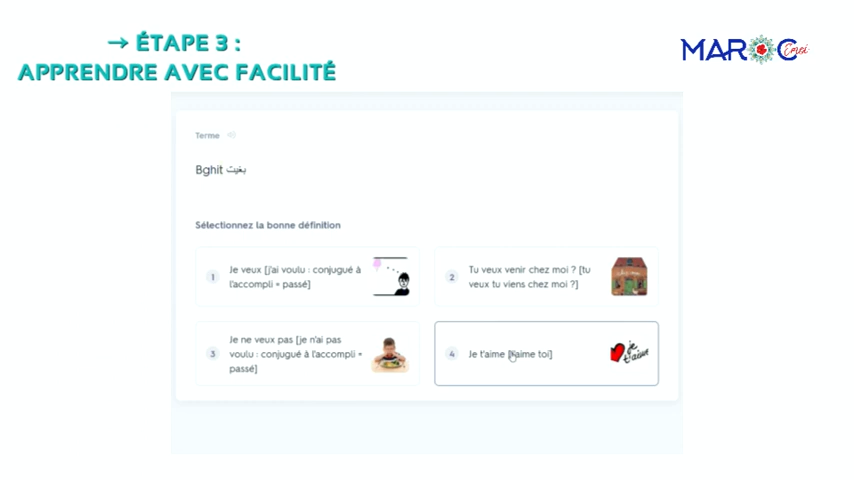 → ÉTAPE 3 :
APPRENDRE AVEC FACILITÉ
MAROC
Terme
Bghit بغيت
Sélectionnez la bonne définition
1
Je veux [j'ai voulu : conjugué à
l'accompli = passé]
2
Tu veux venir chez moi ? [tu
veux tu viens chez moi ?]
3
Je ne veux pas [je n'ai pas
voulu : conjugué à l'accompli =
passé]
4
Je t'aime [j'aime toi]
je
t'aime